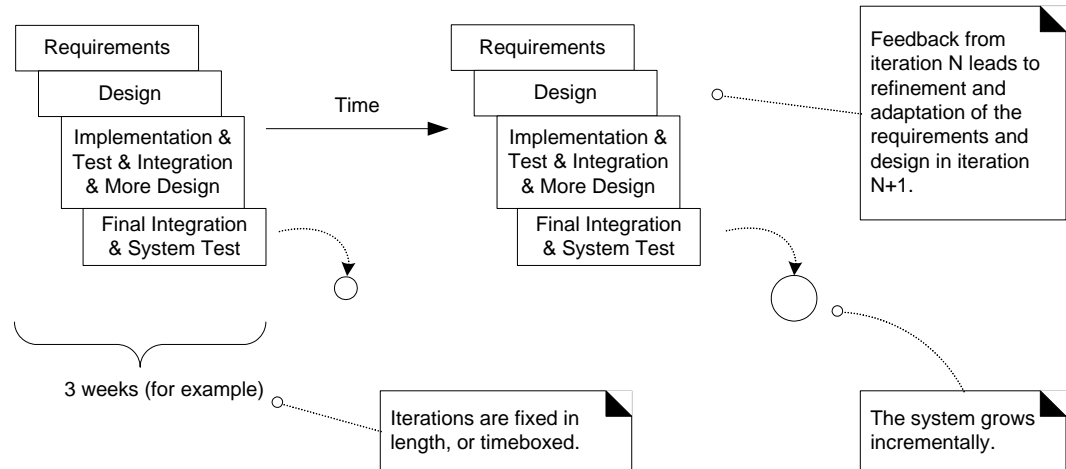 Requirements
Design
Implementation &
Test & Integration
& More Design
Final Integration
& System Test
Time
Requirements
Design
Implementation &
Test & Integration
& More Design
Final Integration
& System Test
Feedback from
iteration N leads to
refinement and
adaptation of the
requirements and
design in iteration
N+1.
3 weeks (for example)
Iterations are fixed in
length, or timeboxed.
The system grows
incrementally.